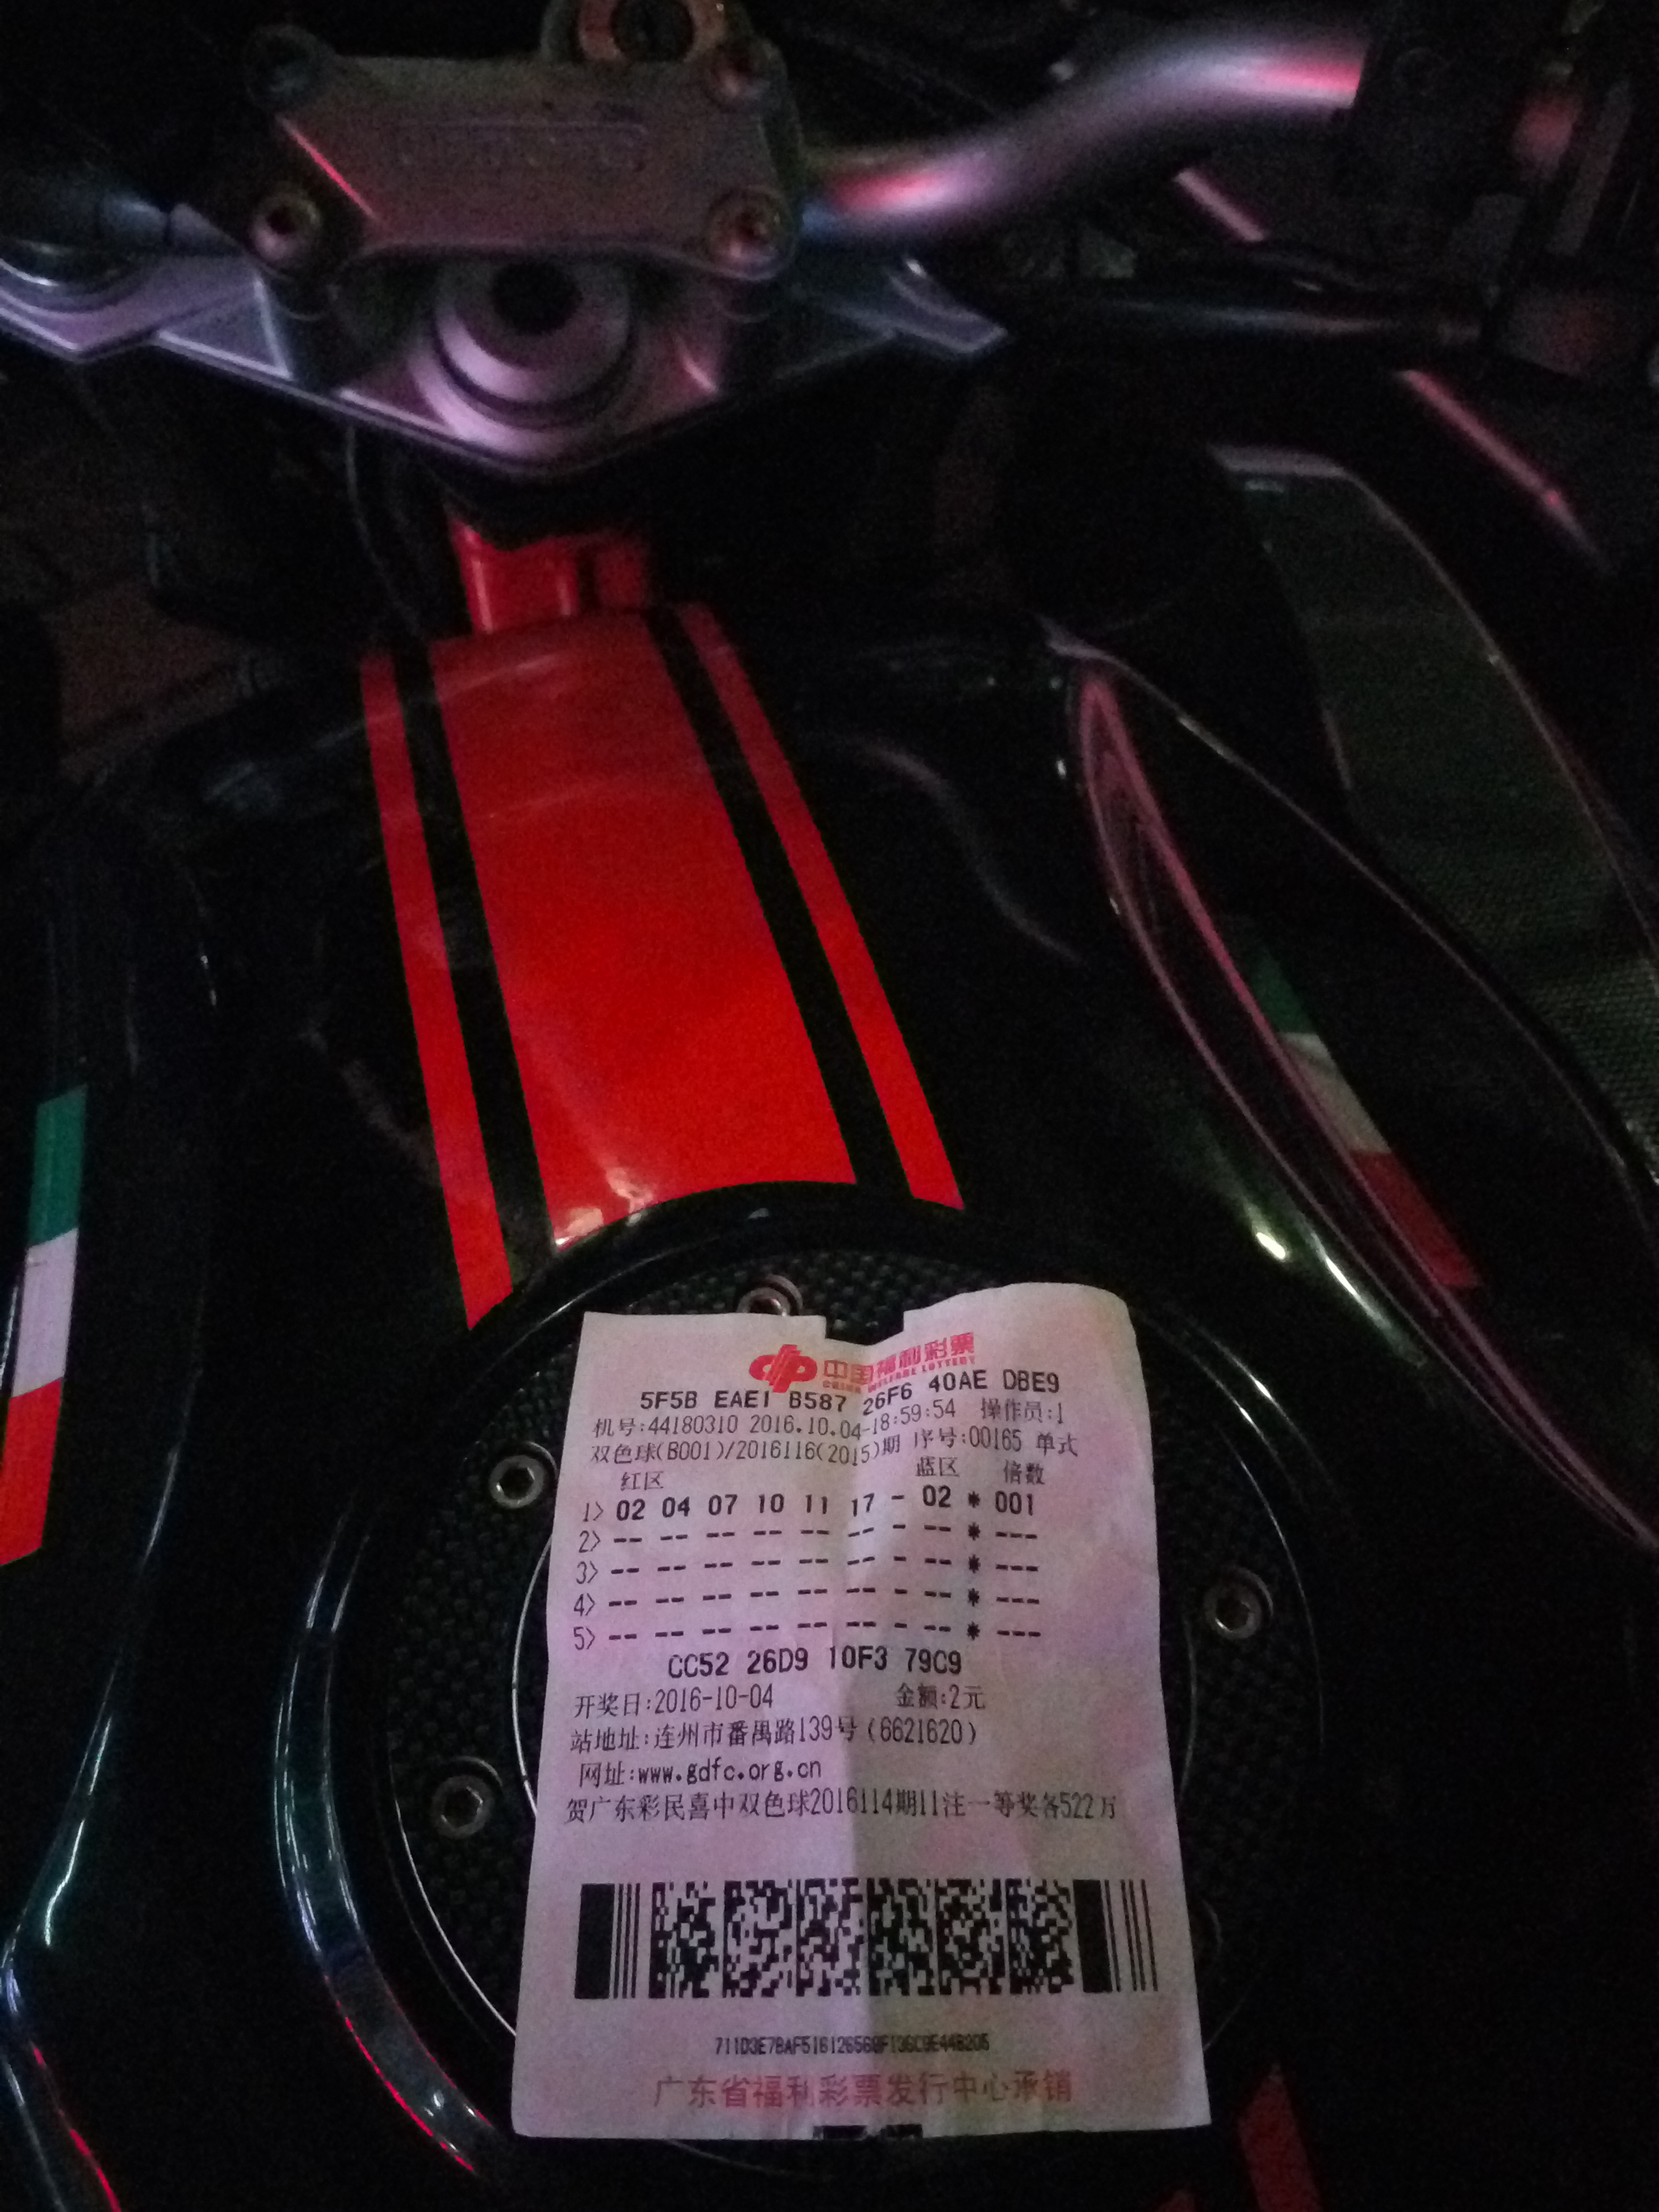 中国福利彩票
CHINA WELFARE LOTTERY
5F5B EAE1 B587 26F6 40AE DBE9
机号:44180310 2016.10.04-18:59:54 操作员:1
双色球(B001)/2016116(2015)期 序号:00165 单式
红区 蓝区 倍数
1> 02 04 07 10 11 17 - 02 * 001
2> -- -- -- -- -- -- - -- * ---
3> -- -- -- -- -- -- - -- * ---
4> -- -- -- -- -- -- - -- * ---
5> -- -- -- -- -- -- - -- * ---
CC52 26D9 10F3 79C9
开奖日:2016-10-04 金额:2元
站地址:连州市番禺路139号(6621620)
网址:www.gdfc.org.cn
贺广东彩民喜中双色球2016114期11注一等奖各522万
广东省福利彩票发行中心承销